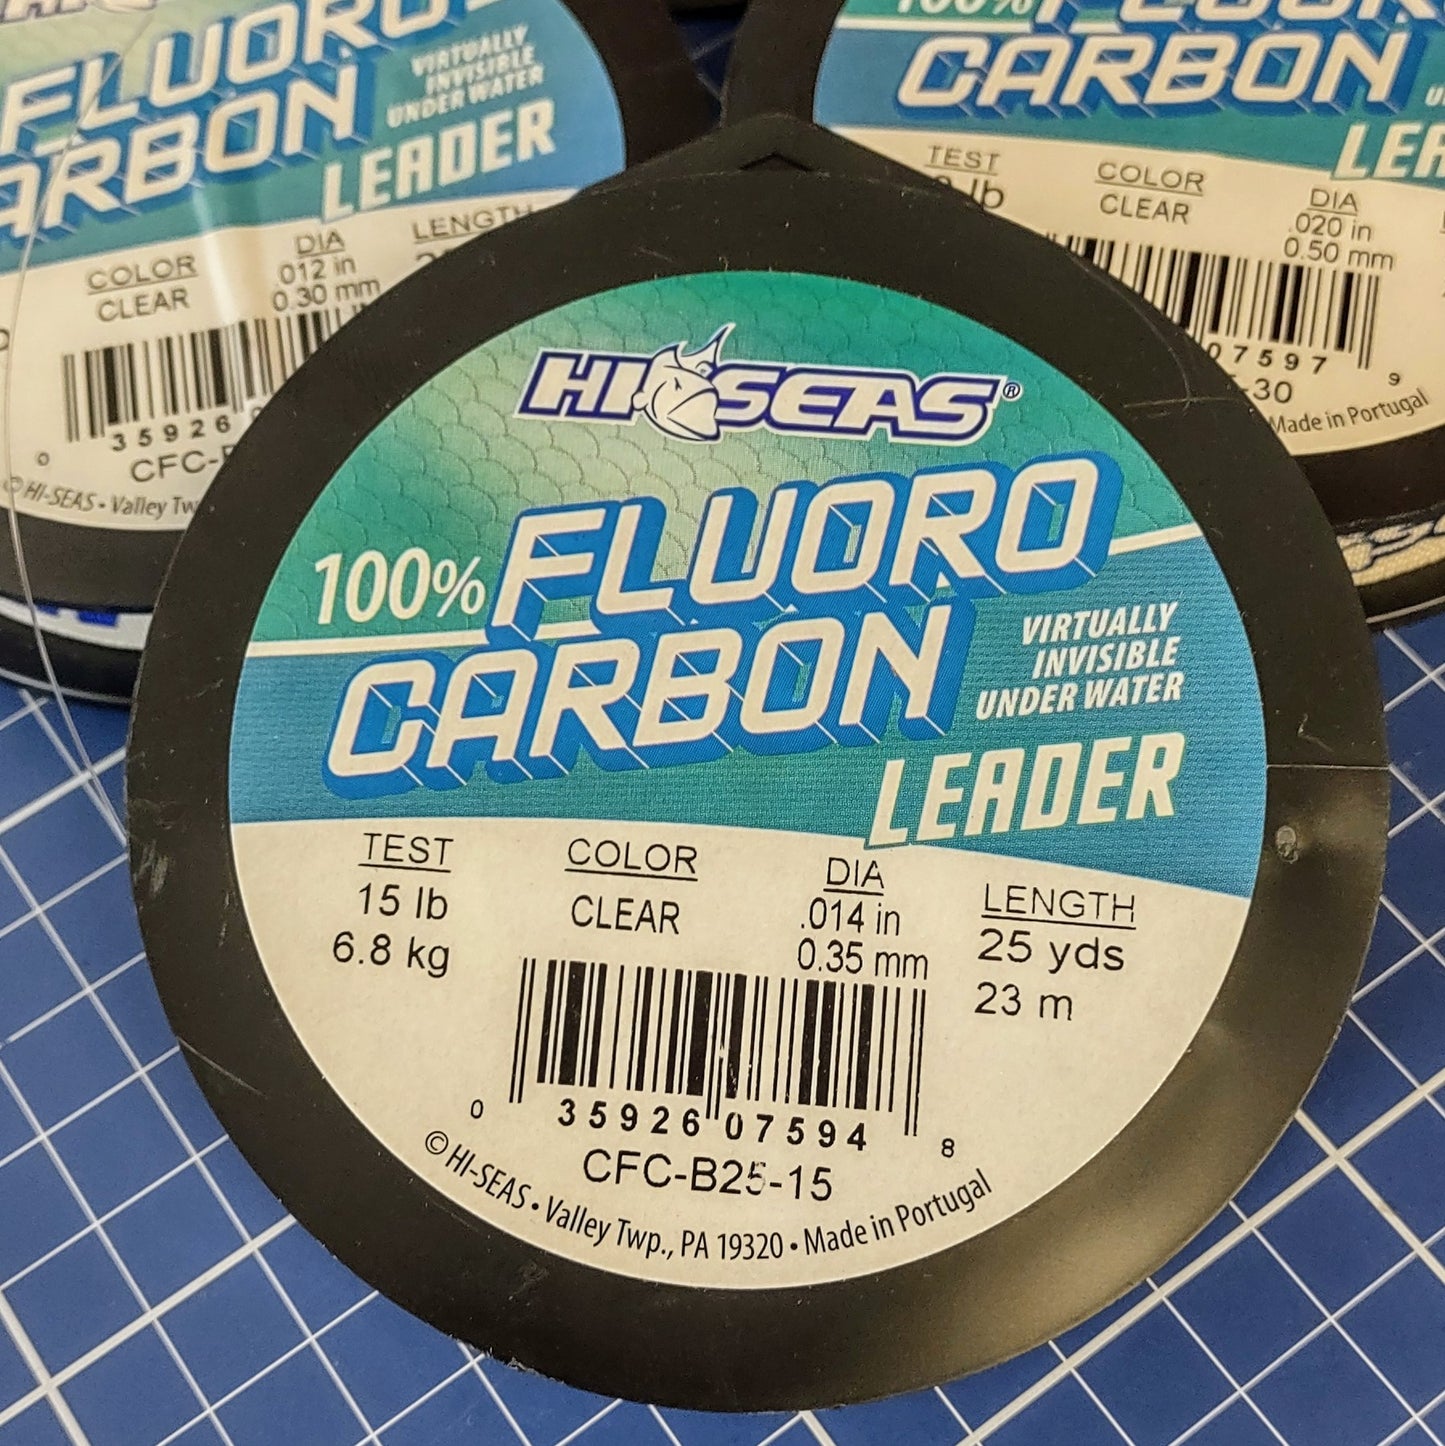 FLUORO
CARBON
VIRTUALLY
INVISIBLE
UNDER WATER
LEADER
COLOR
CLEAR
DIA
.012 in
0.30 mm
LENGTH
0
35926
© HI-SEAS • Valley
100%
CARBON
TEST
lb
COLOR
CLEAR
DIA
.020 in
0.50 mm
07597
9
-30
Made in Portugal
HI-SEAS®
100% FLUORO
CARBON
VIRTUALLY
INVISIBLE
UNDER WATER
LEADER
TEST COLOR DIA LENGTH
15 lb CLEAR .014 in 25 yds
6.8 kg 0.35 mm 23 m
0 35926 07594 8
CFC-B25-15
© HI-SEAS • Valley Twp., PA 19320 • Made in Portugal